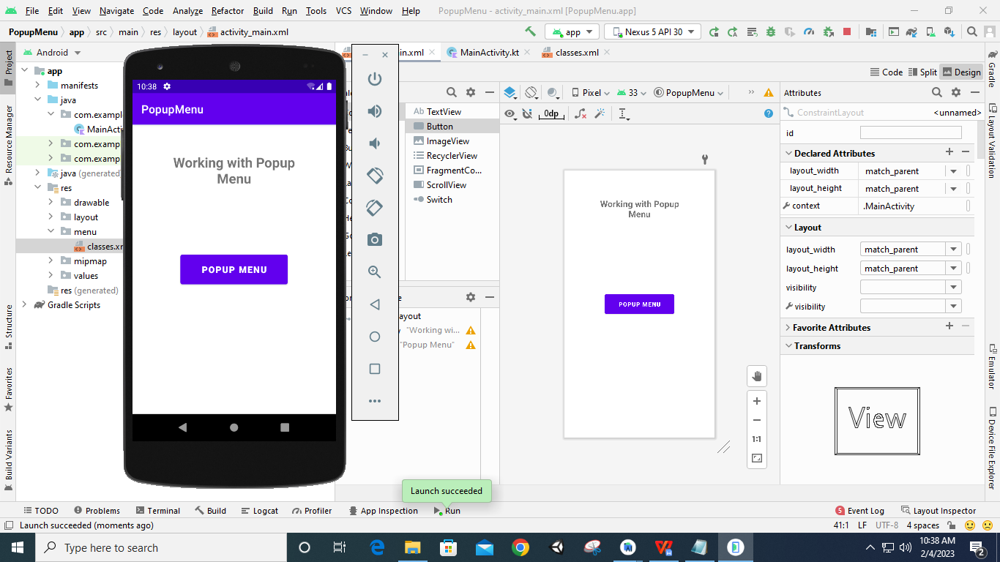 File Edit View Navigate Code Analyze Refactor Build Run Tools VCS Window Help PopupMenu - activity_main.xml [PopupMenu.app]
PopupMenu app src main res layout activity_main.xml app Nexus 5 API 30
Android in.xml MainActivity.kt classes.xml
Code Split Design
Project
Resource Manager
Structure
Favorites
Build Variants
app
manifests
java
com.exampl
MainActiv
com.examp
com.examp
java (generated)
res
drawable
layout
menu
classes.xm
mipmap
values
res (generated)
Gradle Scripts
10:38
PopupMenu
Working with Popup
Menu
POPUP MENU
Ab TextView
Button
ImageView
RecyclerView
FragmentCo...
ScrollView
Switch
ayout
"Working wi...
"Popup Menu"
Pixel 33 PopupMenu
0dp
Working with Popup
Menu
POPUP MENU
1:1
Attributes
ConstraintLayout <unnamed>
id
Declared Attributes
layout_width match_parent
layout_height match_parent
context .MainActivity
Layout
layout_width match_parent
layout_height match_parent
visibility
visibility
Favorite Attributes
Transforms
View
Gradle
Layout Validation
Emulator
Device File Explorer
Launch succeeded
TODO Problems Terminal Build Logcat Profiler App Inspection Run 5 Event Log Layout Inspector
Launch succeeded (moments ago) 41:1 LF UTF-8 4 spaces
Type here to search
10:38 AM
2/4/2023
2